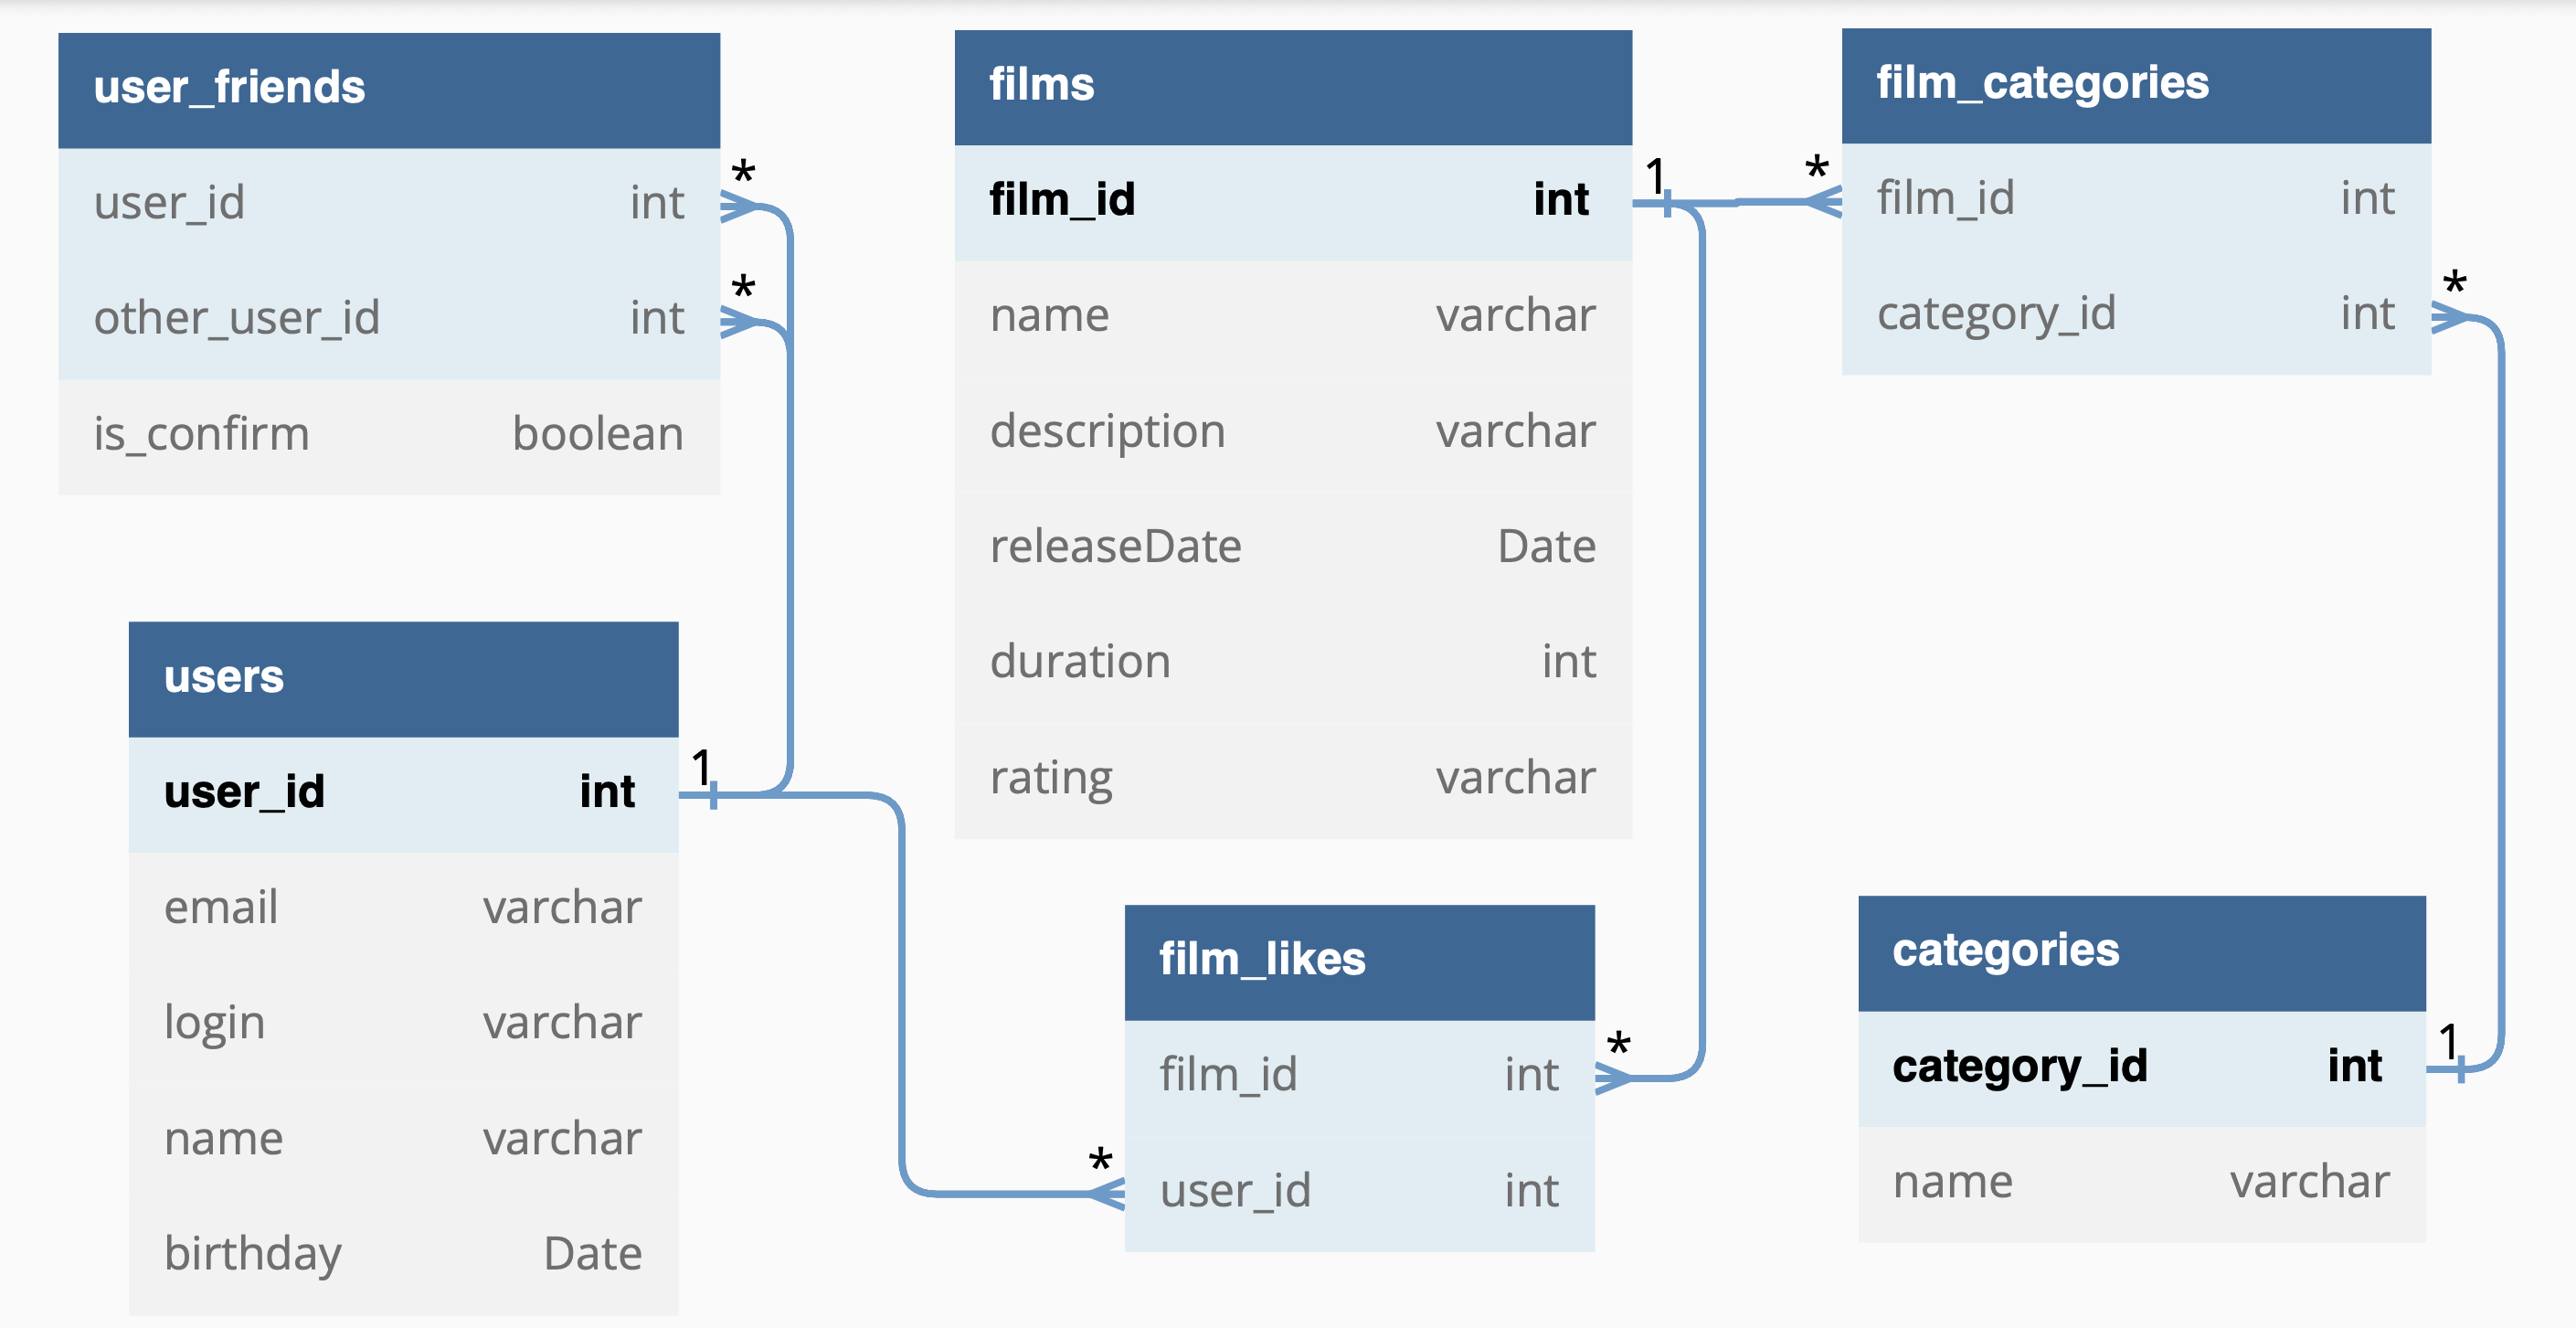 user_friends
*
user_id int
*
other_user_id int
is_confirm boolean
users
1
user_id int
email varchar
login varchar
name varchar
birthday Date
films
1
film_id int
name varchar
description varchar
releaseDate Date
duration int
rating varchar
film_likes
*
film_id int
*
user_id int
film_categories
*
film_id int
*
category_id int
categories
1
category_id int
name varchar